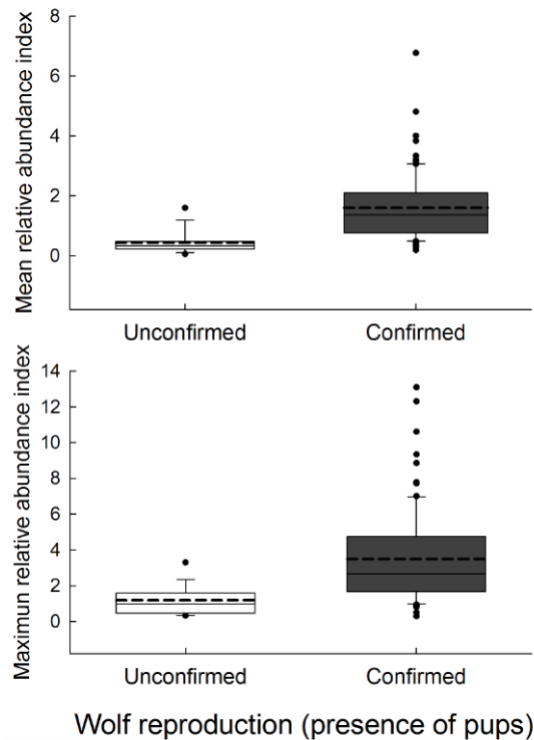 Mean relative abundance index
8
6
4
2
0
Unconfirmed Confirmed
Maximun relative abundance index
14
12
10
8
6
4
2
0
Unconfirmed Confirmed
Wolf reproduction (presence of pups)